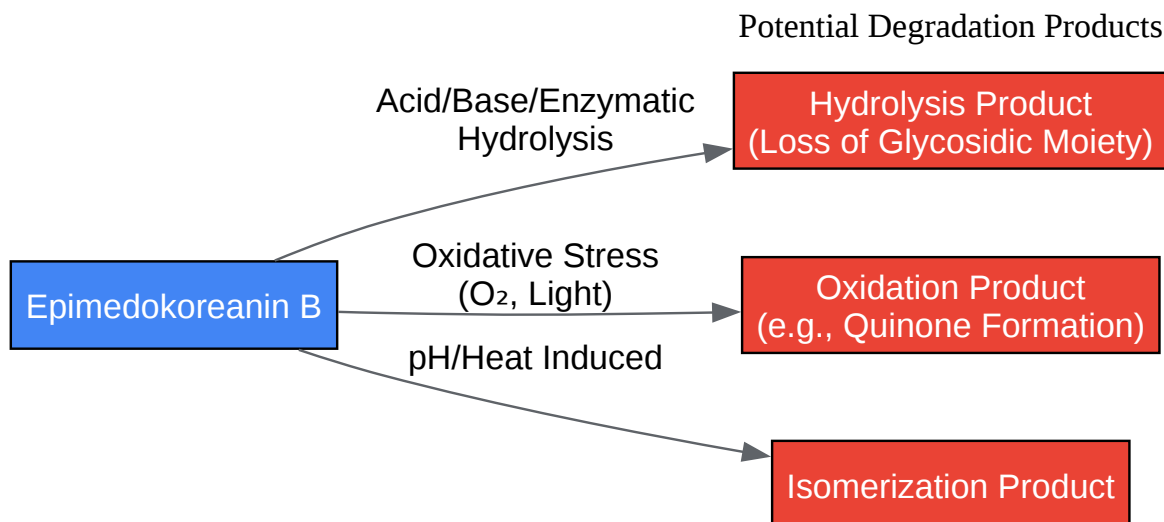 Potential Degradation Products
Acid/Base/Enzymatic
Hydrolysis
Hydrolysis Product
(Loss of Glycosidic Moiety)
Epimedokoreanin B
Oxidative Stress
(O₂, Light)
Oxidation Product
(e.g., Quinone Formation)
pH/Heat Induced
Isomerization Product